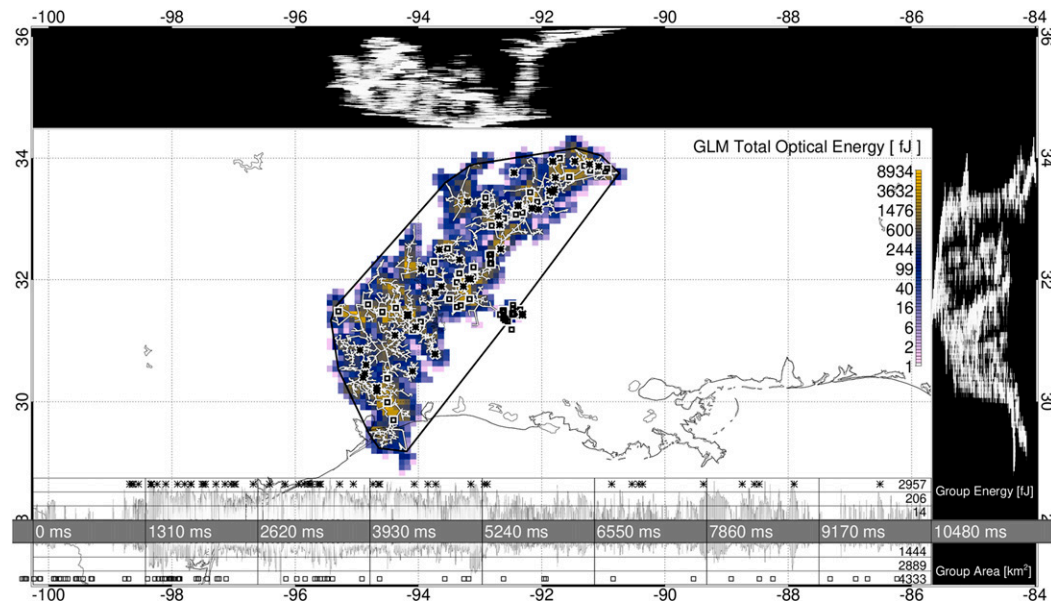 -100 -98 -96 -94 -92 -90 -88 -86 -84
36 36
GLM Total Optical Energy [ fJ]
34 8934 34
3632
1476
600
244
32 99 32
40
16
6
2
1
30 30
2957 Group Energy [fJ]
206
14
0 ms 1310 ms 2620 ms 3930 ms 5240 ms 6550 ms 7860 ms 9170 ms 10480 ms
1444
2889 Group Area [km²]
4333
-100 -98 -96 -94 -92 -90 -88 -86 -84